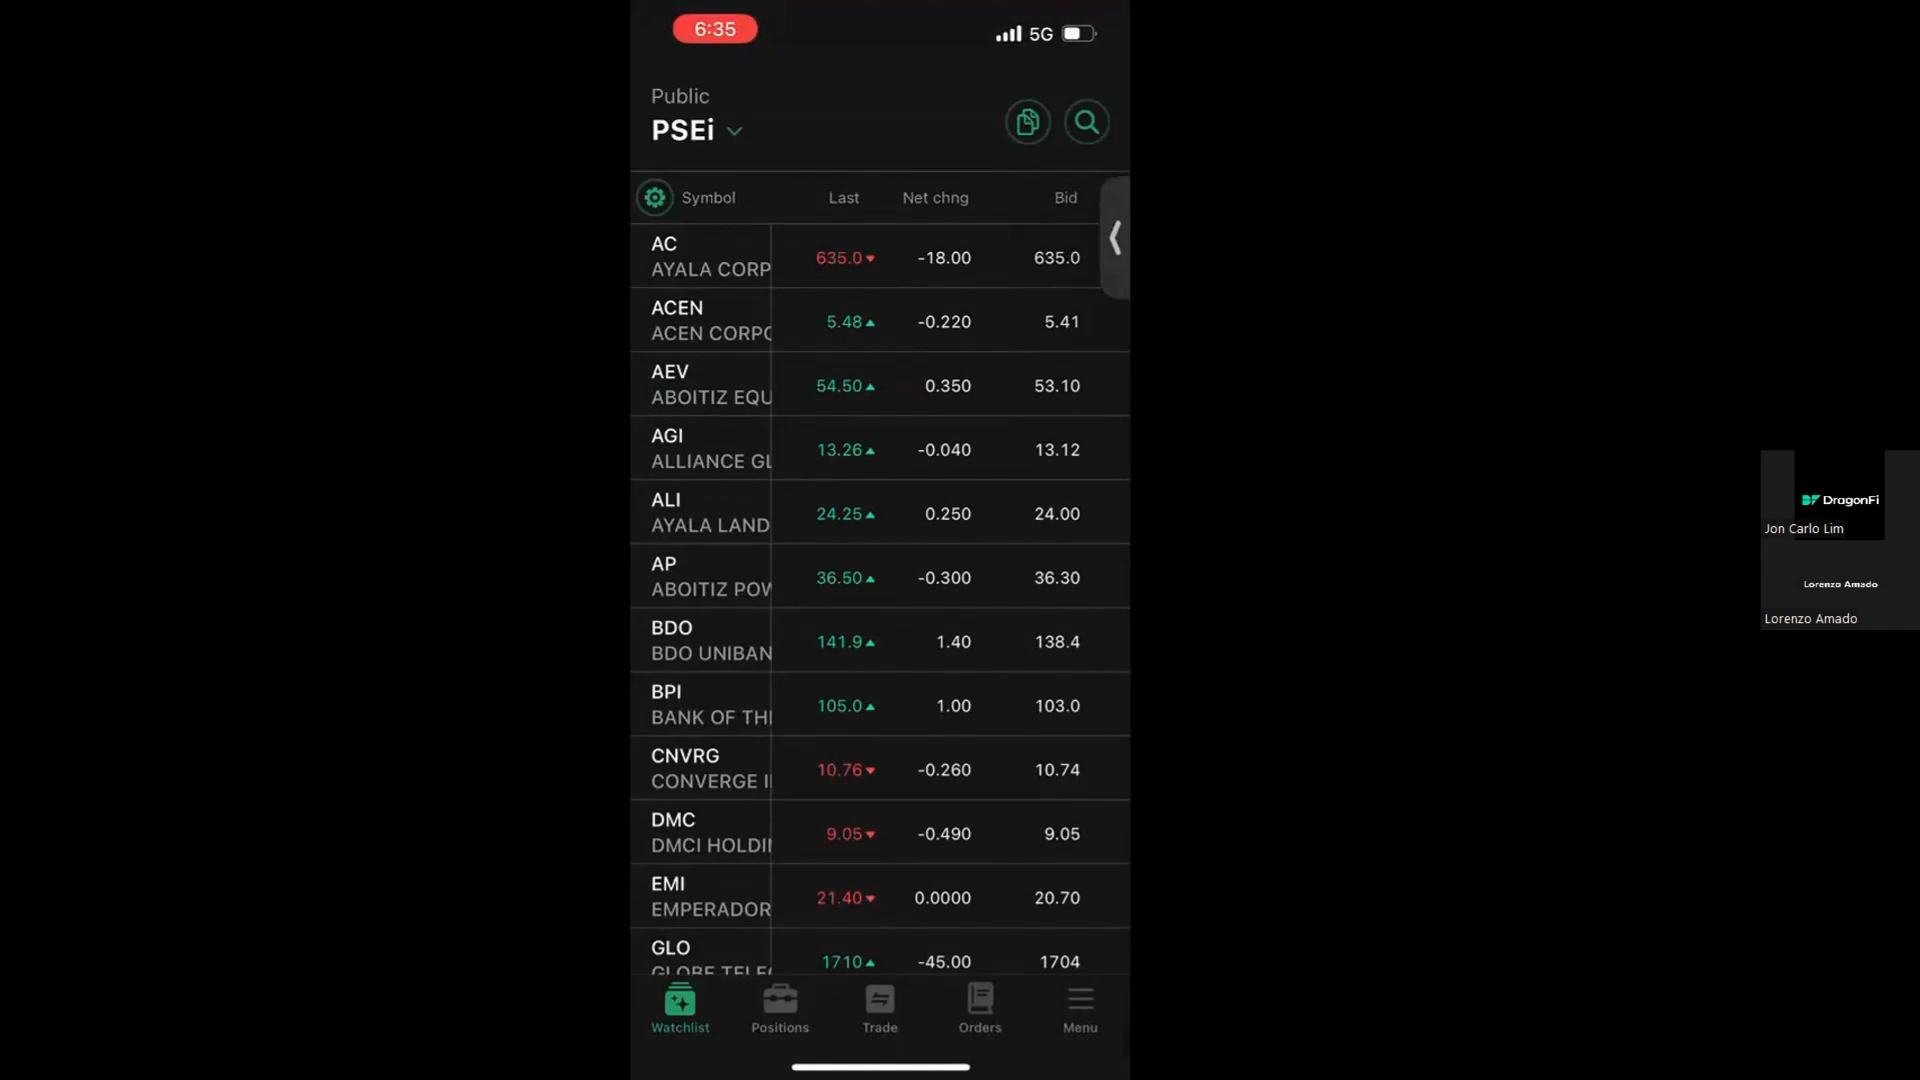 6:35
5G
Public
PSEi
Symbol Last Net chng Bid
AC
AYALA CORP
635.0 -18.00 635.0
ACEN
ACEN CORPO
5.48 -0.220 5.41
AEV
ABOITIZ EQU
54.50 0.350 53.10
AGI
ALLIANCE GL
13.26 -0.040 13.12
ALI
AYALA LAND
24.25 0.250 24.00
AP
ABOITIZ POW
36.50 -0.300 36.30
BDO
BDO UNIBAN
141.9 1.40 138.4
BPI
BANK OF THE
105.0 1.00 103.0
CNVRG
CONVERGE I
10.76 -0.260 10.74
DMC
DMCI HOLDI
9.05 -0.490 9.05
EMI
EMPERADOR
21.40 0.0000 20.70
GLO
GLOBE TELE
1710 -45.00 1704
Watchlist Positions Trade Orders Menu
DragonFi
Jon Carlo Lim
Lorenzo Amado
Lorenzo Amado